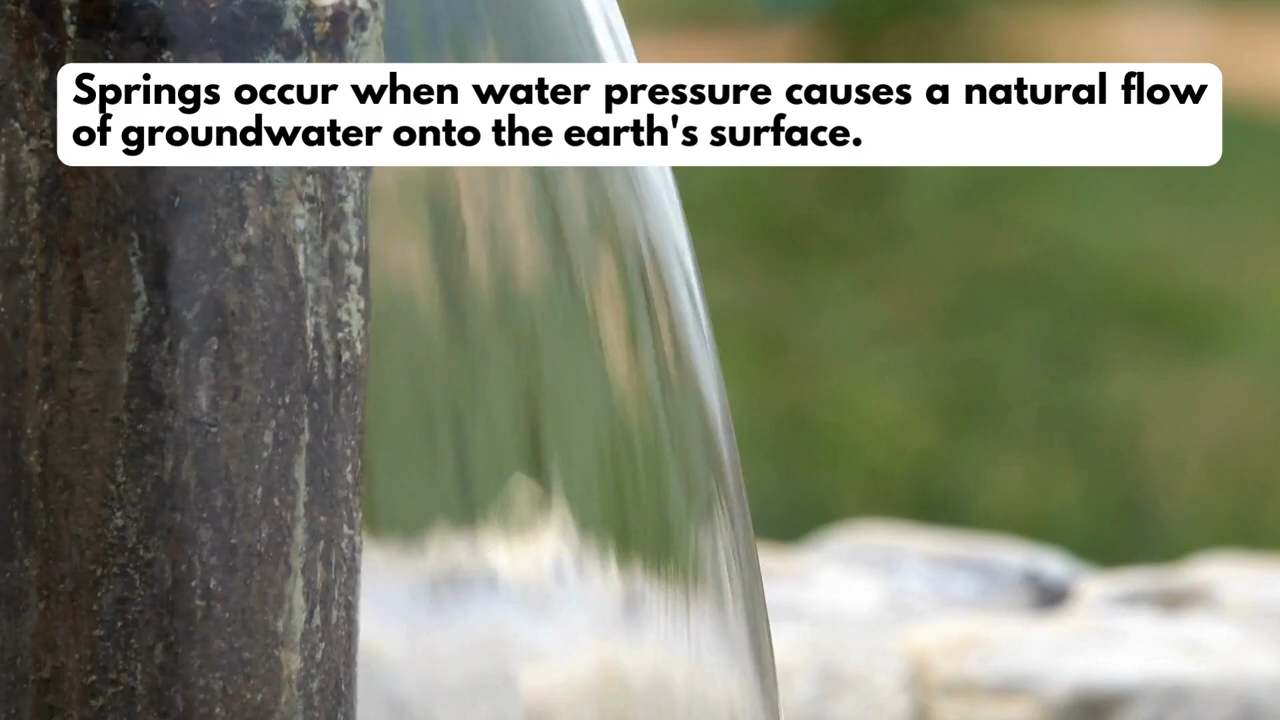 Springs occur when water pressure causes a natural flow
of groundwater onto the earth's surface.